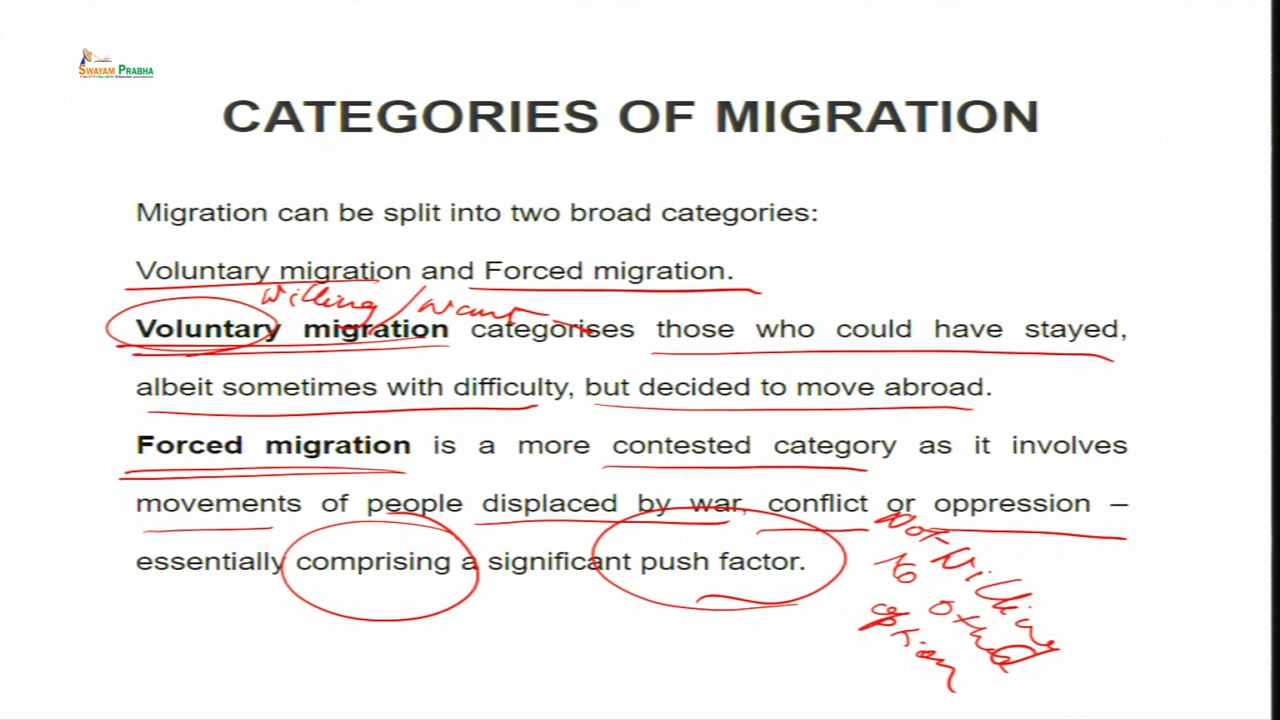 SWAYAM PRABHA
CATEGORIES OF MIGRATION
Migration can be split into two broad categories:
Voluntary migration and Forced migration.
Willing / Want
Voluntary migration categorises those who could have stayed,
albeit sometimes with difficulty, but decided to move abroad.
Forced migration is a more contested category as it involves
movements of people displaced by war, conflict or oppression –
essentially comprising a significant push factor.
Not-Willing
option